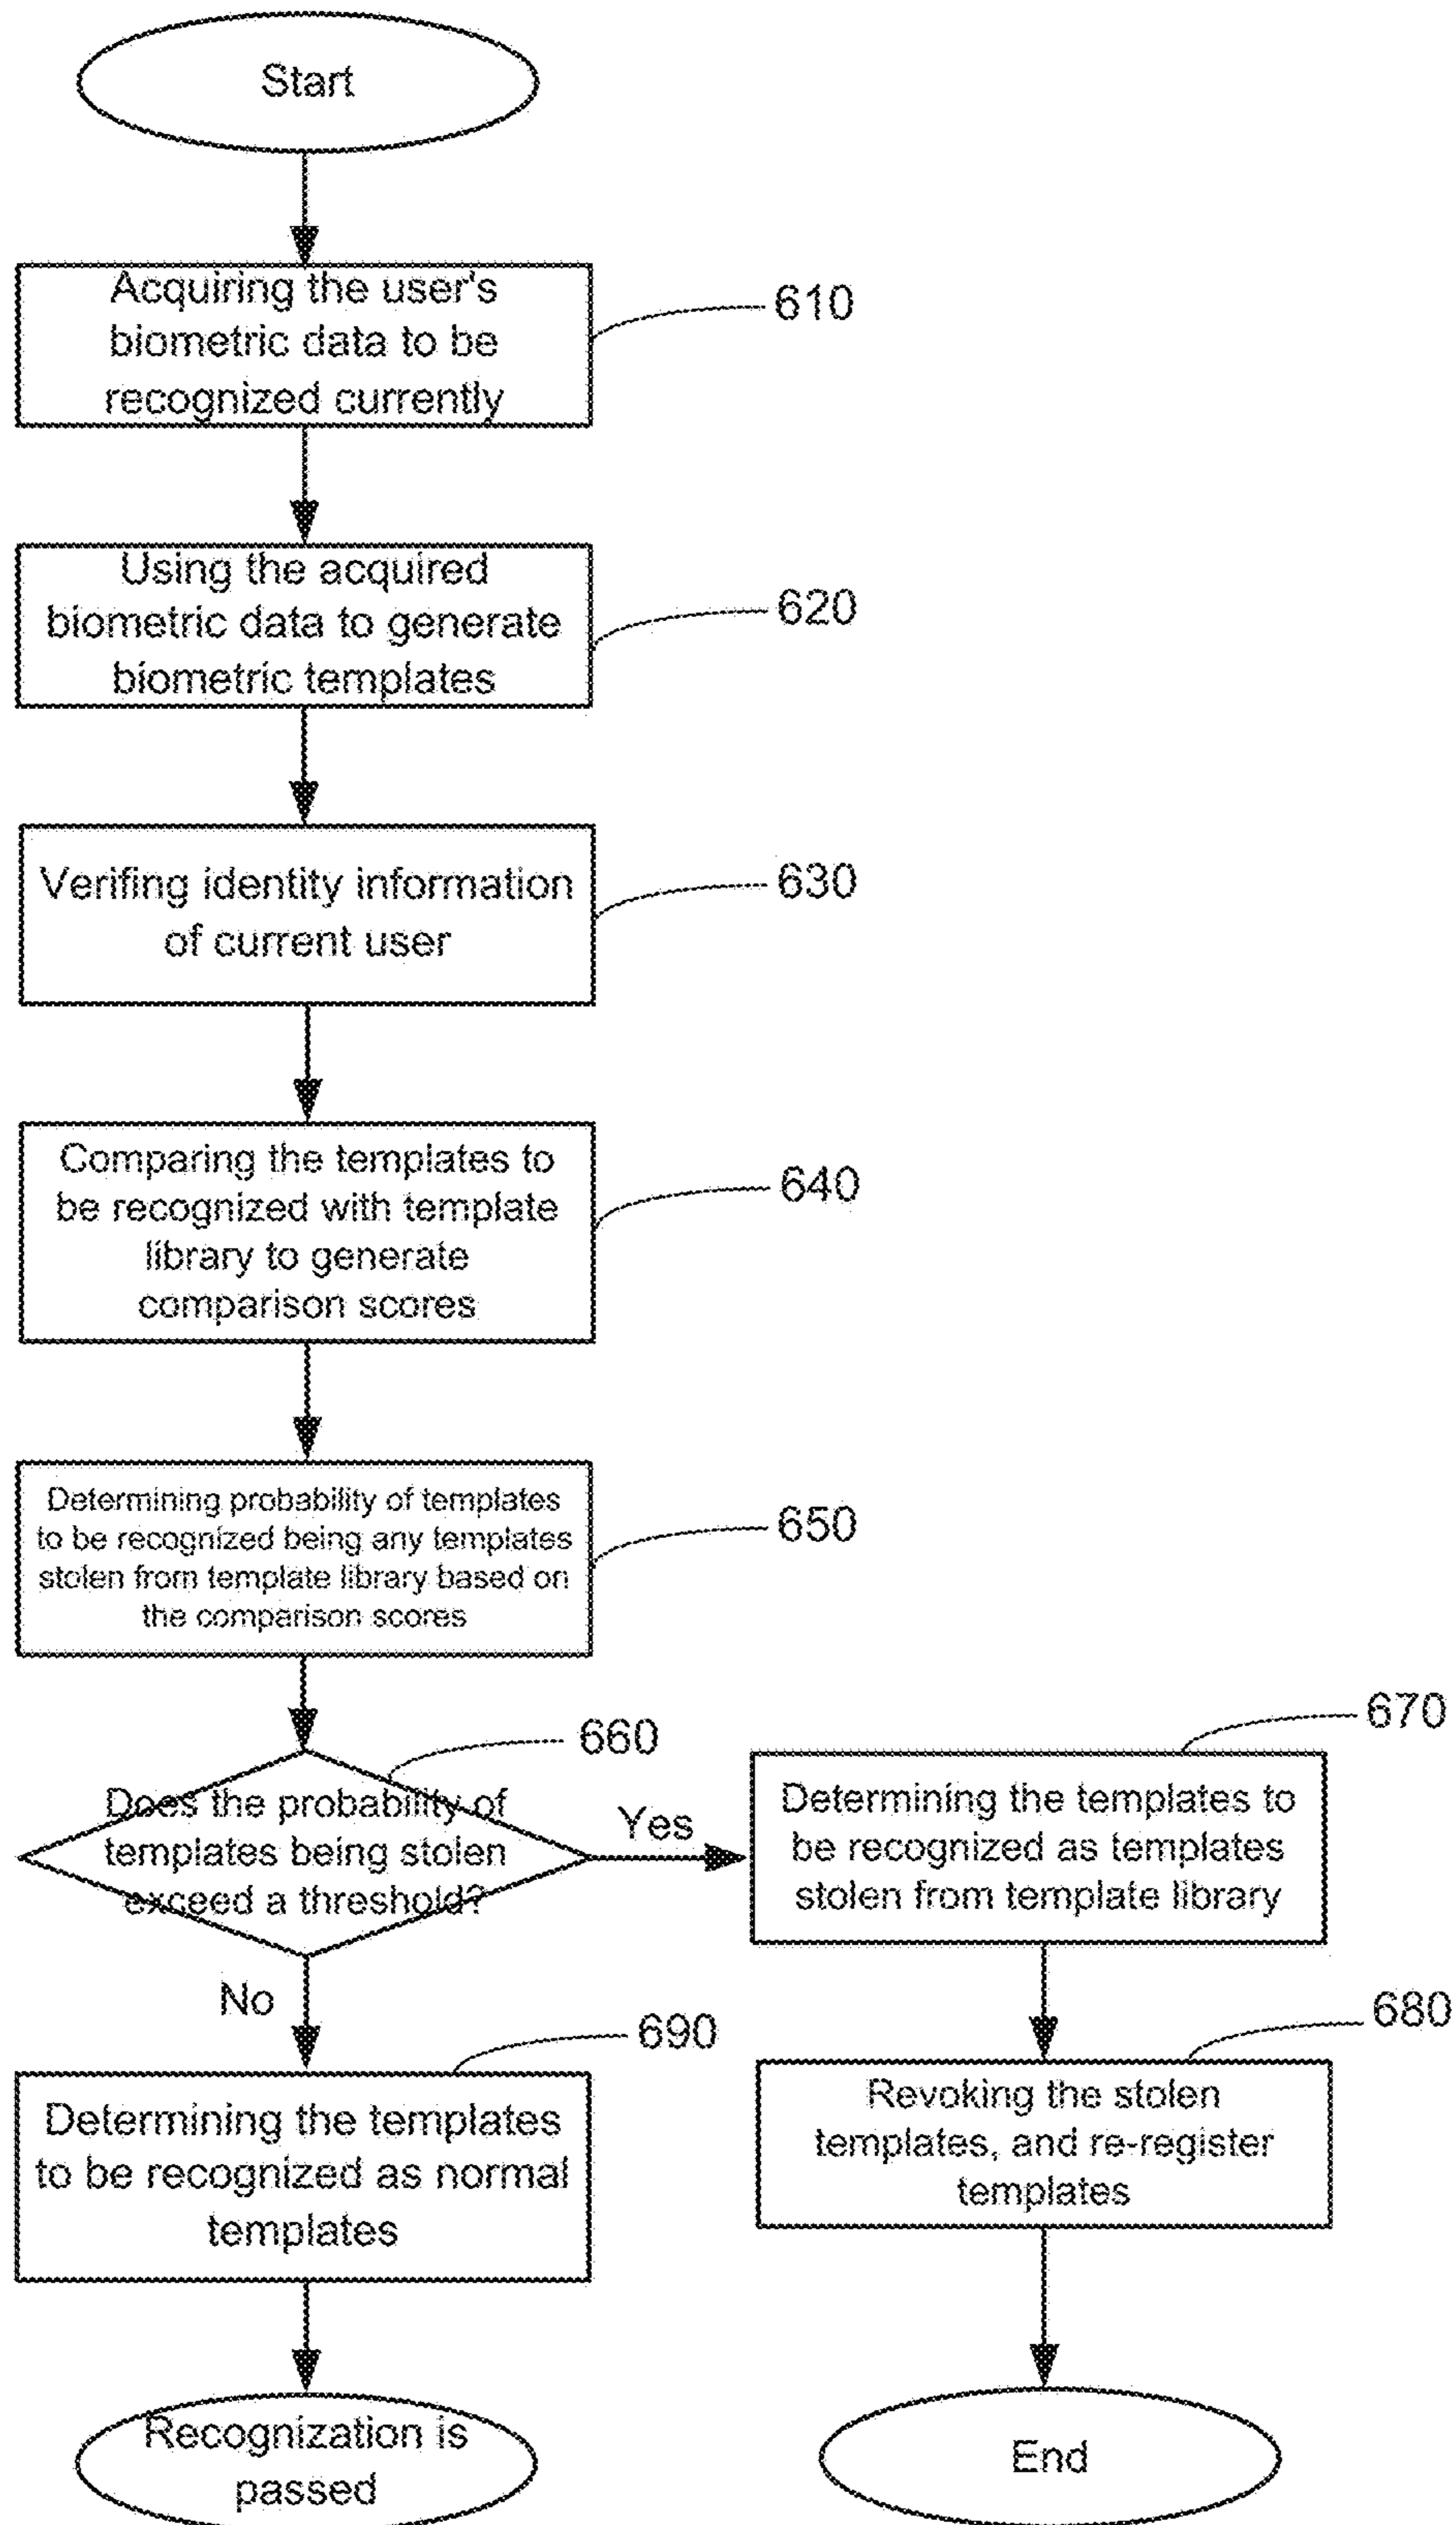 Start
Acquiring the user's
biometric data to be
recognized currently
610
Using the acquired
biometric data to generate
biometric templates
620
Verifing identity information
of current user
630
Comparing the templates to
be recognized with template
library to generate
comparison scores
640
Determining probability of templates
to be recognized being any templates
stolen from template library based on
the comparison scores
650
660
Does the probability of
templates being stolen
exceed a threshold?
Yes
670
Determining the templates to
be recognized as templates
stolen from template library
No
680
Revoking the stolen
templates, and re-register
templates
690
Determining the templates
to be recognized as normal
templates
Recognization is
passed
End